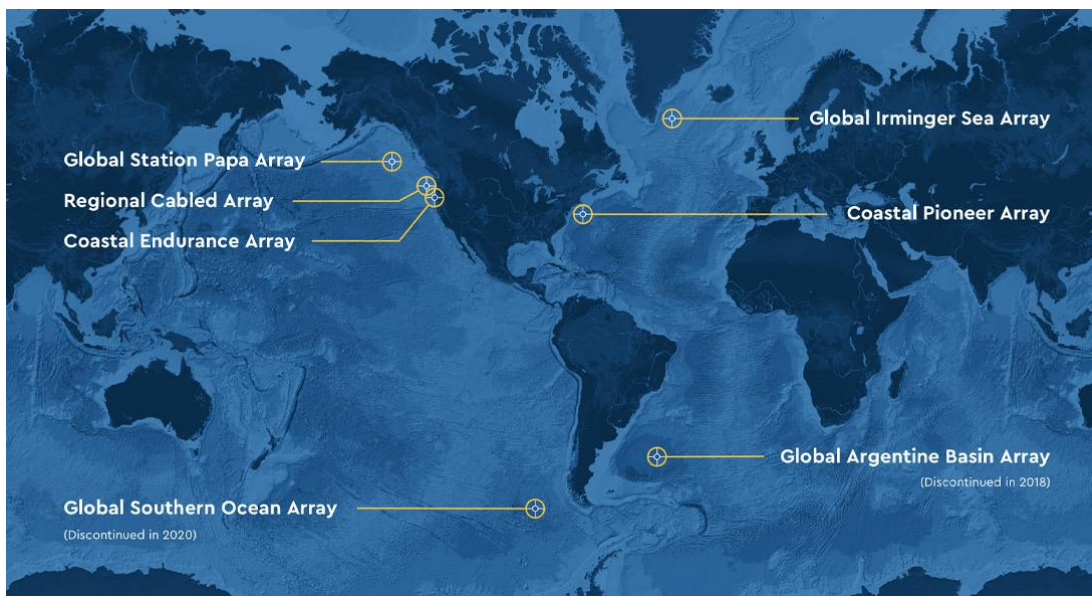 Global Station Papa Array
Regional Cabled Array
Coastal Endurance Array
Global Southern Ocean Array
(Discontinued in 2020)
Global Irminger Sea Array
Coastal Pioneer Array
Global Argentine Basin Array
(Discontinued in 2018)